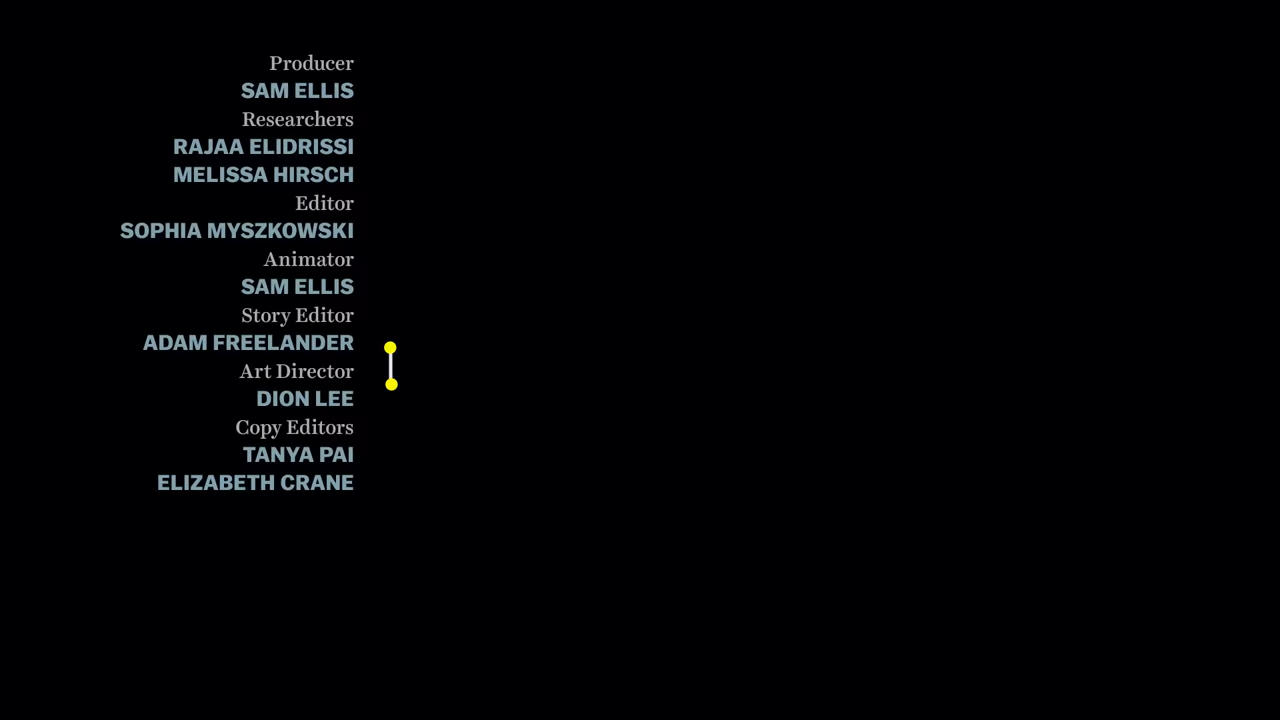 Producer
SAM ELLIS
Researchers
RAJAA ELIDRISSI
MELISSA HIRSCH
Editor
SOPHIA MYSZKOWSKI
Animator
SAM ELLIS
Story Editor
ADAM FREELANDER
Art Director
DION LEE
Copy Editors
TANYA PAI
ELIZABETH CRANE